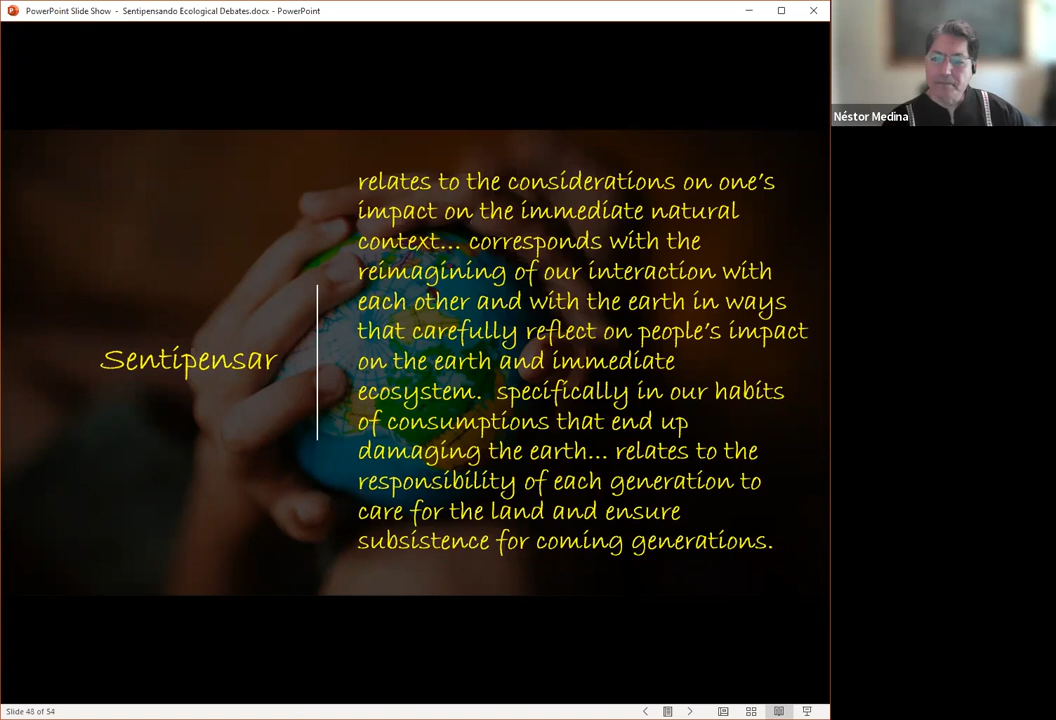 PowerPoint Slide Show - Sentipensando Ecological Debates.docx - PowerPoint
Néstor Medina
Sentipensar
relates to the considerations on one's
impact on the immediate natural
context... corresponds with the
reimagining of our interaction with
each other and with the earth in ways
that carefully reflect on people's impact
on the earth and immediate
ecosystem.  specifically in our habits
of consumptions that end up
damaging the earth... relates to the
responsibility of each generation to
care for the land and ensure
subsistence for coming generations.
Slide 48 of 54